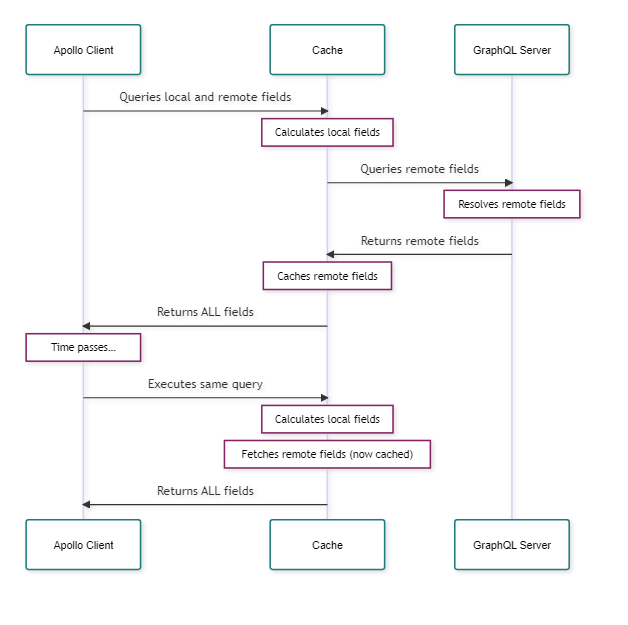 Apollo Client
Cache
GraphQL Server
Queries local and remote fields
Calculates local fields
Queries remote fields
Resolves remote fields
Returns remote fields
Caches remote fields
Returns ALL fields
Time passes...
Executes same query
Calculates local fields
Fetches remote fields (now cached)
Returns ALL fields
Apollo Client
Cache
GraphQL Server